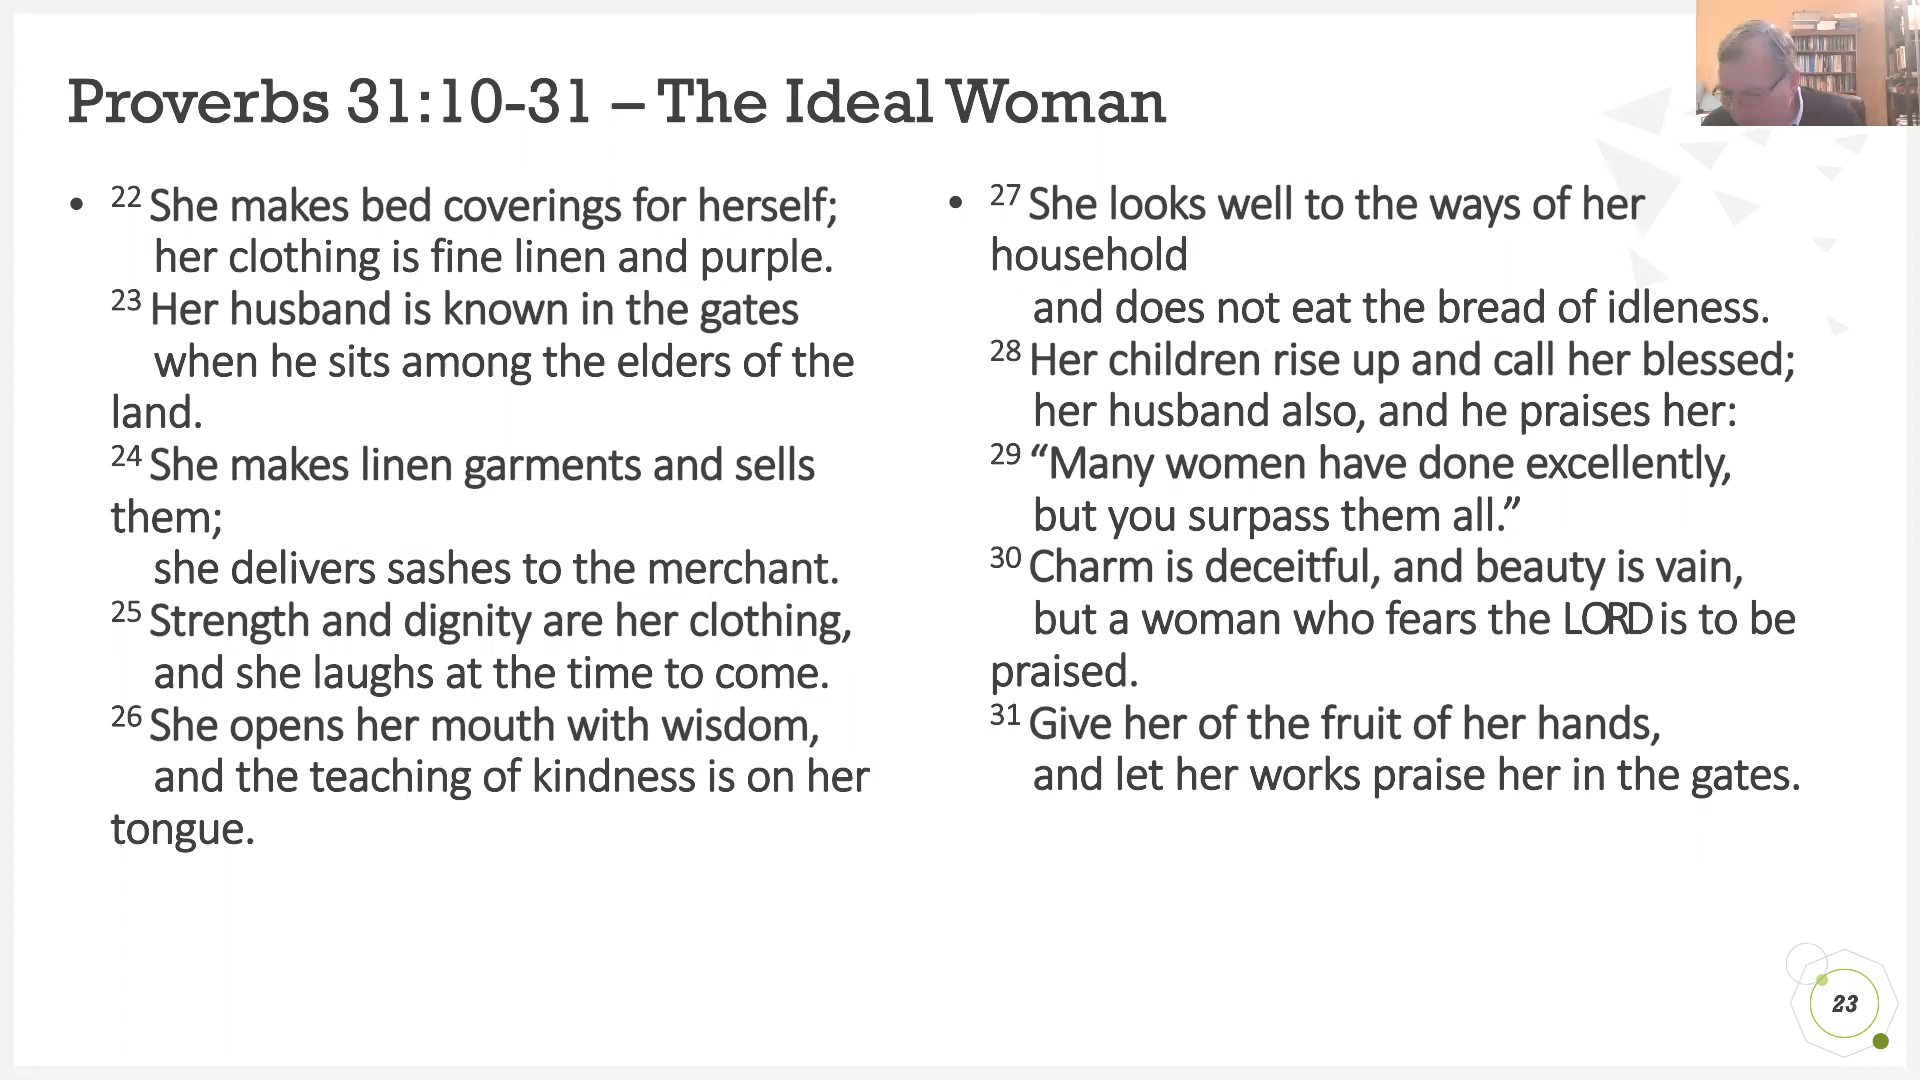 Proverbs 31:10-31 – The Ideal Woman
• 22 She makes bed coverings for herself;
her clothing is fine linen and purple.
23 Her husband is known in the gates
when he sits among the elders of the
land.
24 She makes linen garments and sells
them;
she delivers sashes to the merchant.
25 Strength and dignity are her clothing,
and she laughs at the time to come.
26 She opens her mouth with wisdom,
and the teaching of kindness is on her
tongue.
• 27 She looks well to the ways of her
household
and does not eat the bread of idleness.
28 Her children rise up and call her blessed;
her husband also, and he praises her:
29 “Many women have done excellently,
but you surpass them all.”
30 Charm is deceitful, and beauty is vain,
but a woman who fears the LORD is to be
praised.
31 Give her of the fruit of her hands,
and let her works praise her in the gates.
23